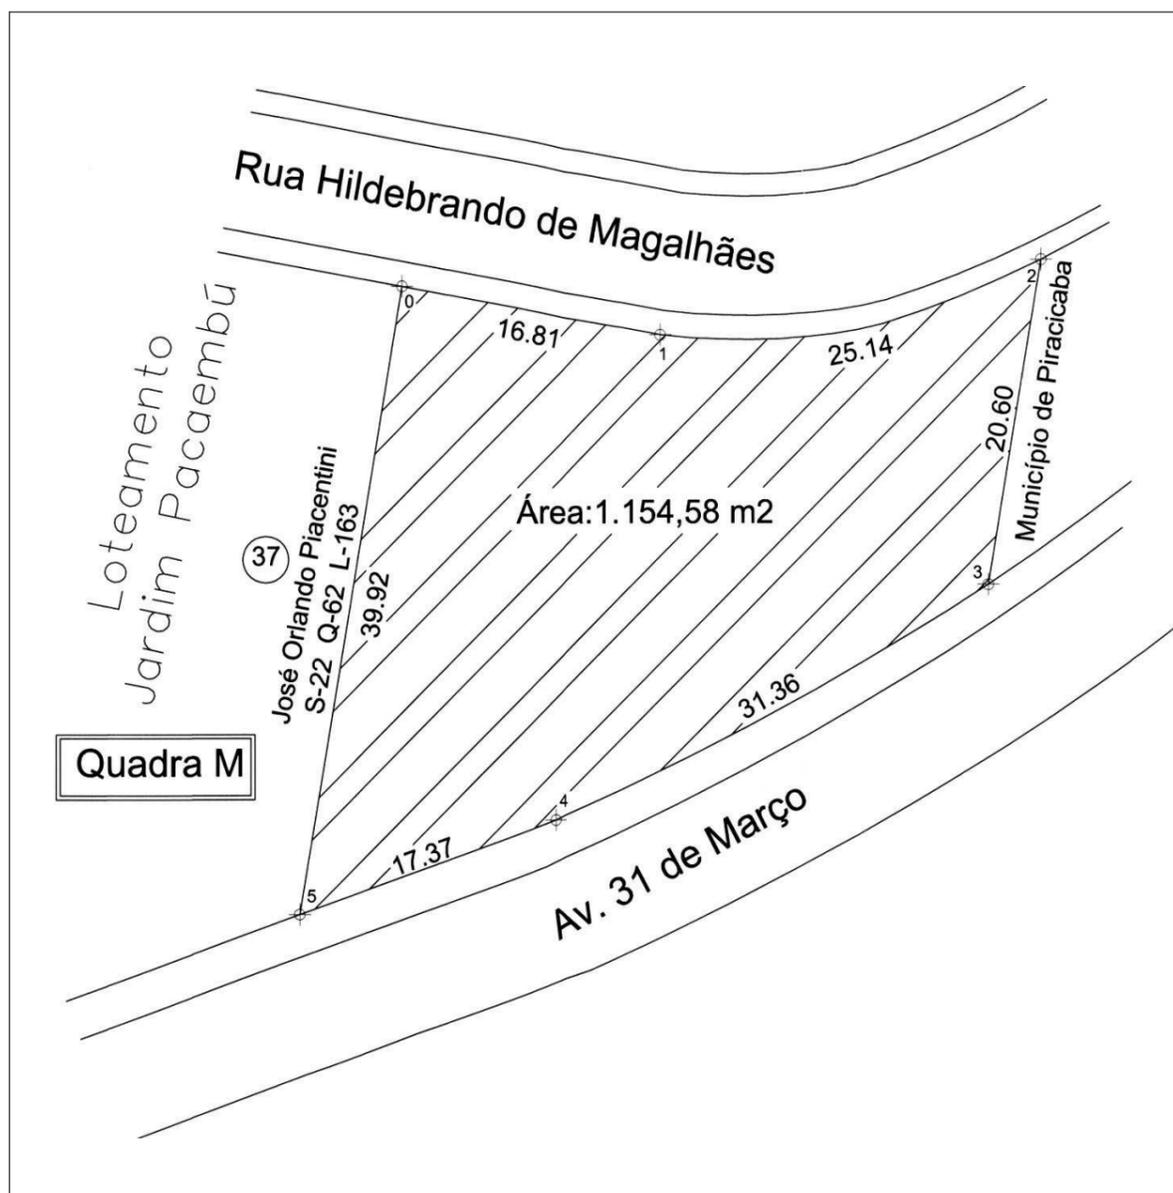 Rua Hildebrando de Magalhães
0
16.81
1
25.14
2
Loteamento
Jardim Pacaembú
37
José Orlando Piacentini
S-22 Q-62 L-163
39.92
Área:1.154,58 m2
20.60
Município de Piracicaba
3
31.36
Quadra M
4
17.37
5
Av. 31 de Março